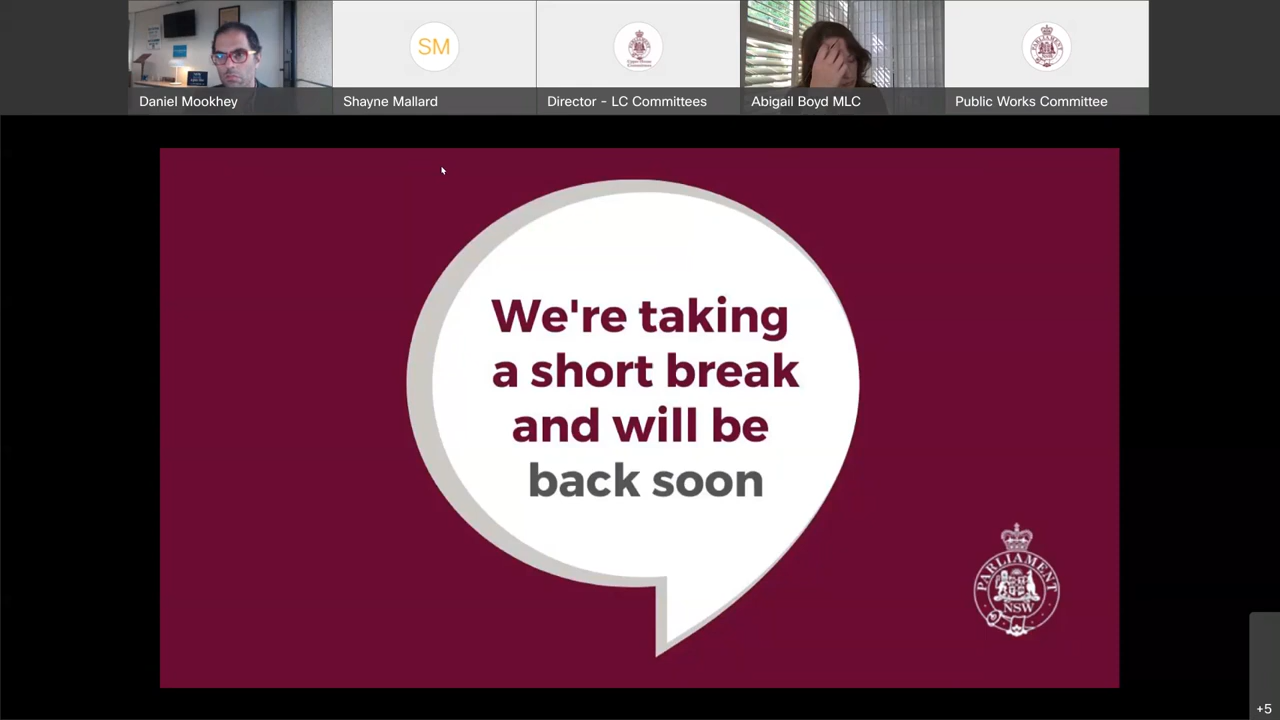 SM
Daniel Mookhey
Shayne Mallard
Director - LC Committees
Abigail Boyd MLC
Public Works Committee
We're taking
a short break
and will be
back soon
PARLIAMENT
NSW
+5